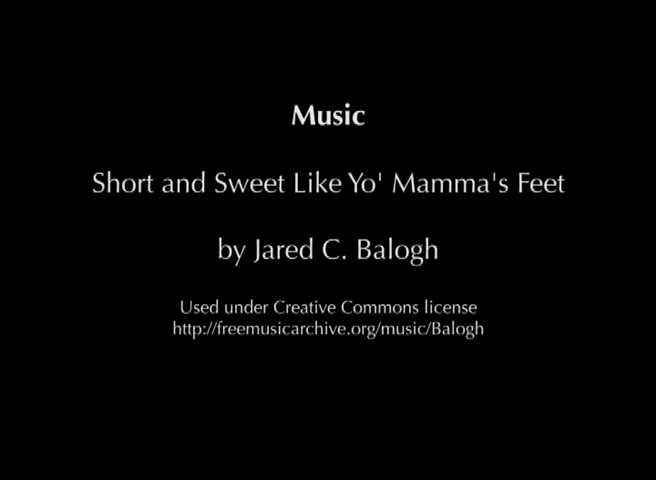 Music
Short and Sweet Like Yo' Mamma's Feet
by Jared C. Balogh
Used under Creative Commons license
http://freemusicarchive.org/music/Balogh